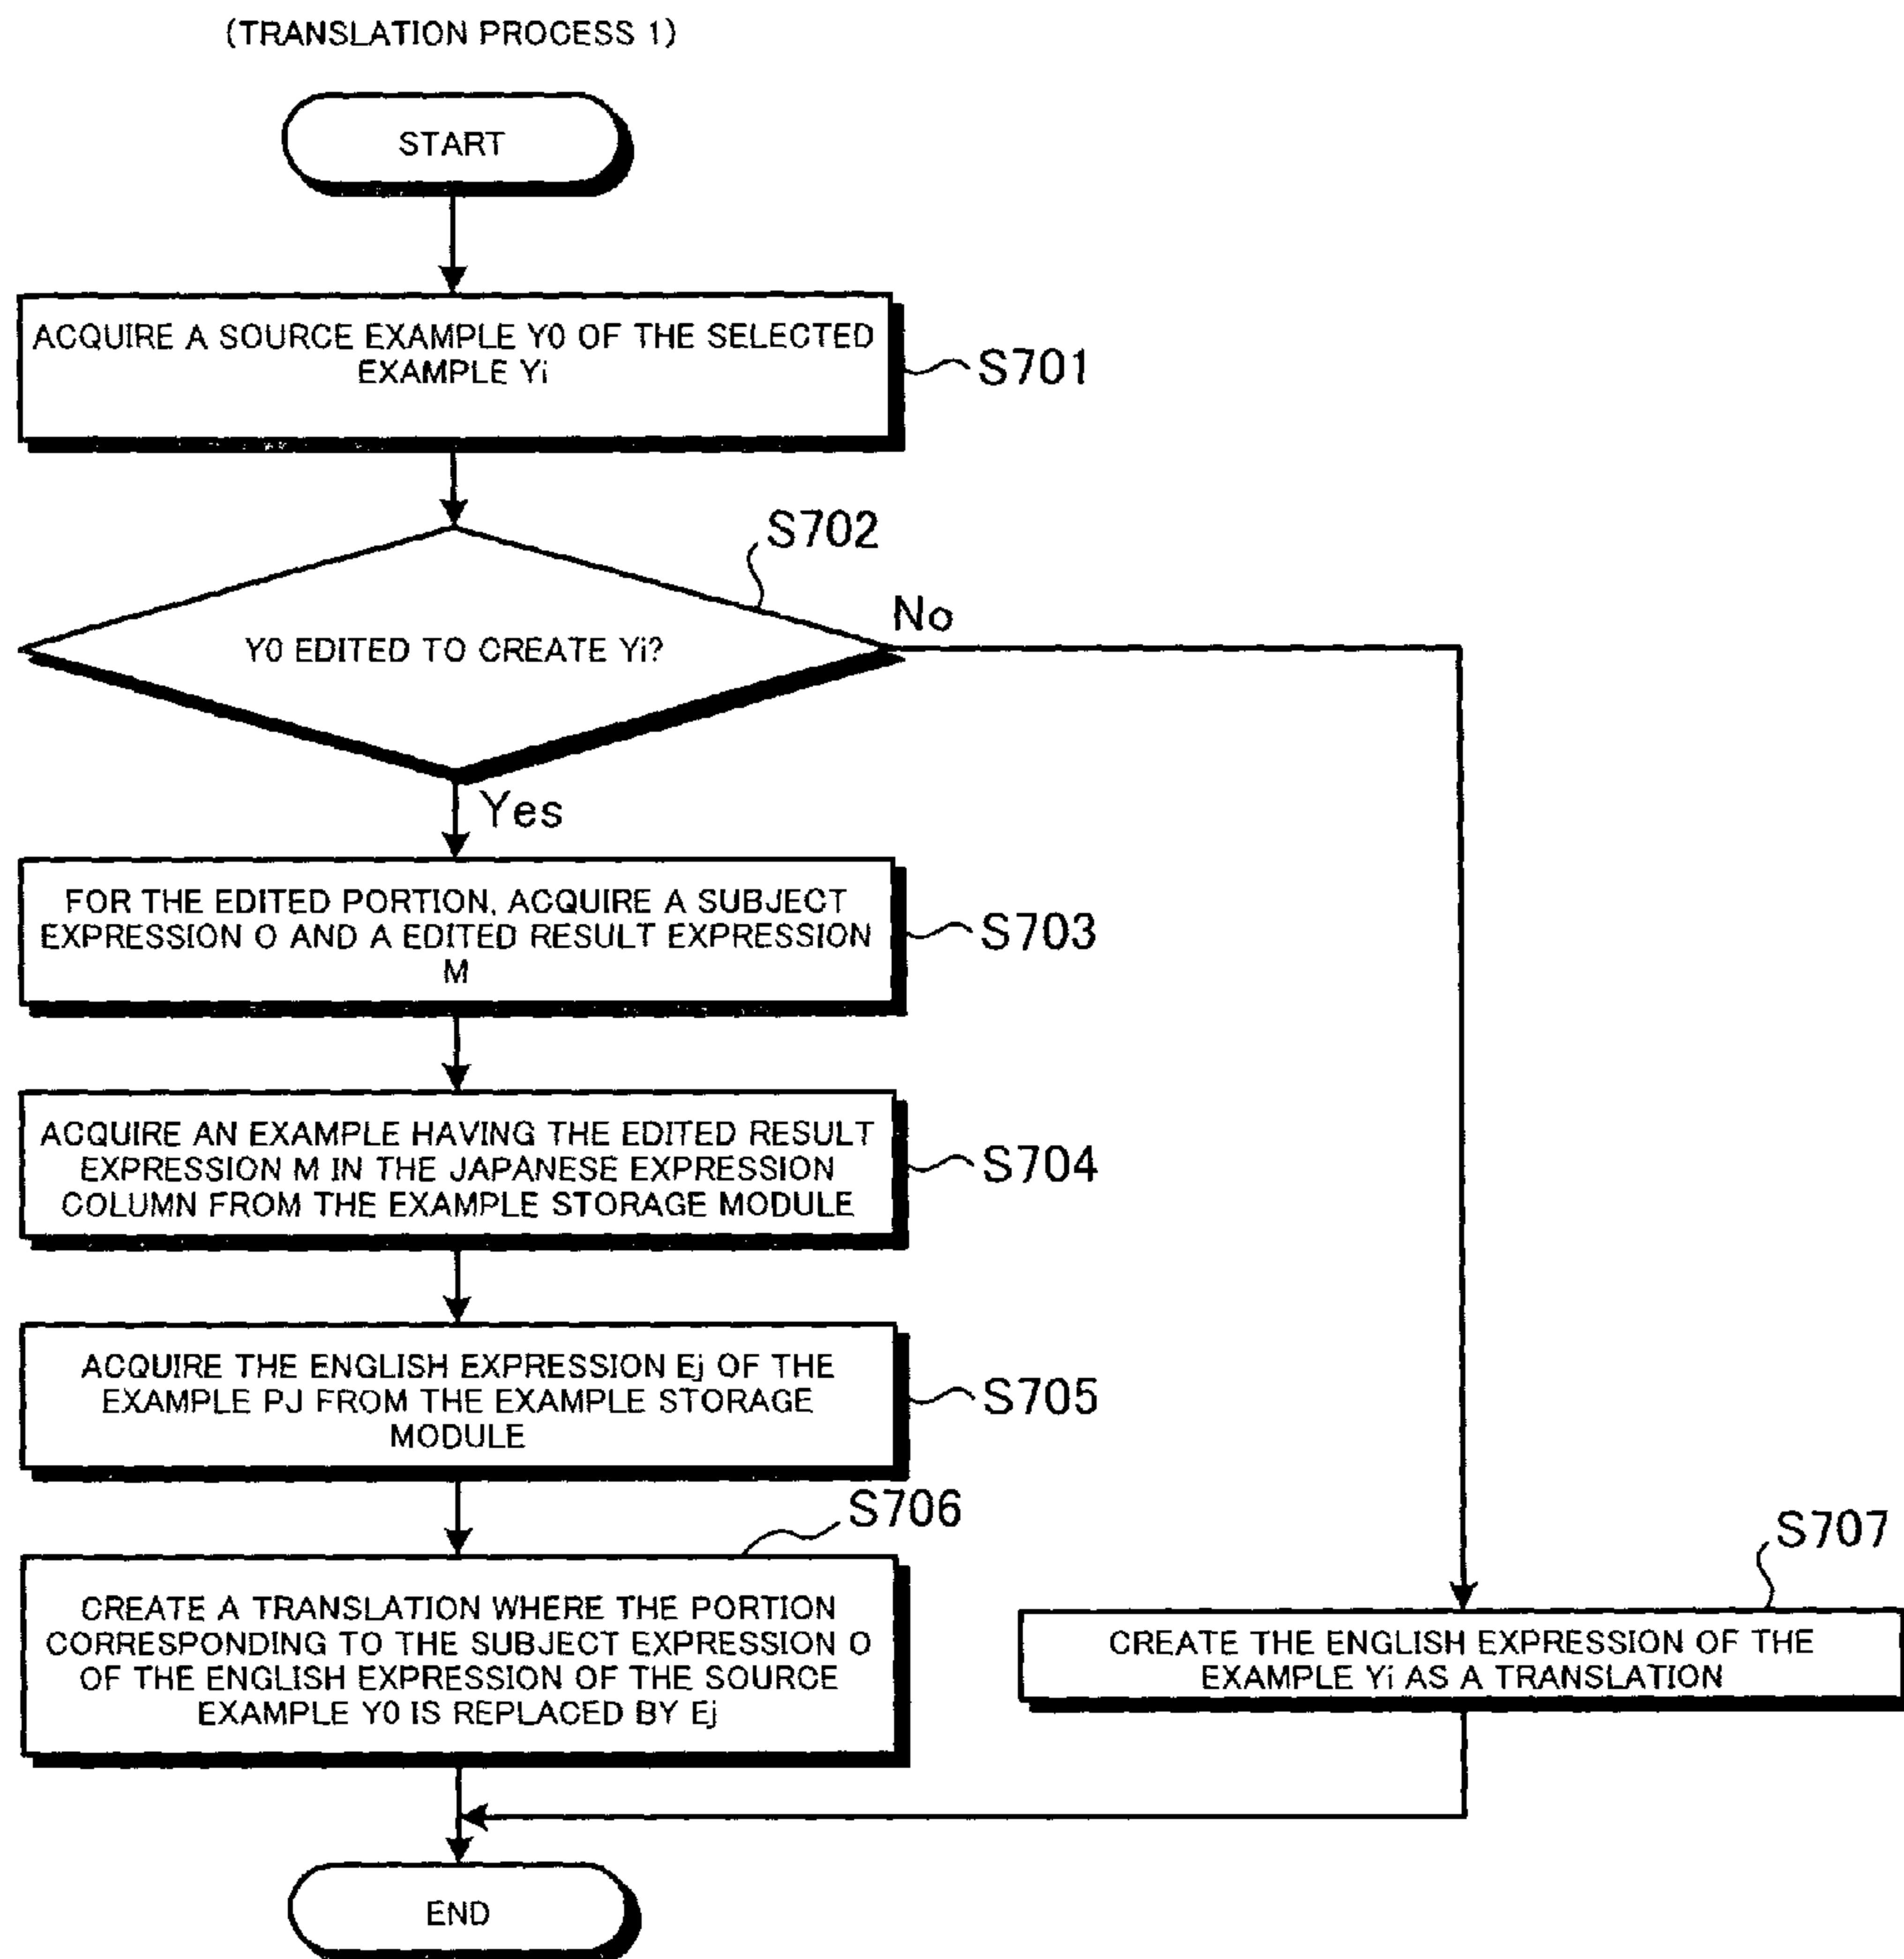 (TRANSLATION PROCESS 1)
START
ACQUIRE A SOURCE EXAMPLE Y0 OF THE SELECTED
EXAMPLE Yi
S701
S702
Y0 EDITED TO CREATE Yi?
No
Yes
FOR THE EDITED PORTION, ACQUIRE A SUBJECT
EXPRESSION O AND A EDITED RESULT EXPRESSION
M
S703
ACQUIRE AN EXAMPLE HAVING THE EDITED RESULT
EXPRESSION M IN THE JAPANESE EXPRESSION
COLUMN FROM THE EXAMPLE STORAGE MODULE
S704
ACQUIRE THE ENGLISH EXPRESSION Ej OF THE
EXAMPLE PJ FROM THE EXAMPLE STORAGE
MODULE
S705
S706
CREATE A TRANSLATION WHERE THE PORTION
CORRESPONDING TO THE SUBJECT EXPRESSION O
OF THE ENGLISH EXPRESSION OF THE SOURCE
EXAMPLE Y0 IS REPLACED BY Ej
S707
CREATE THE ENGLISH EXPRESSION OF THE
EXAMPLE Yi AS A TRANSLATION
END